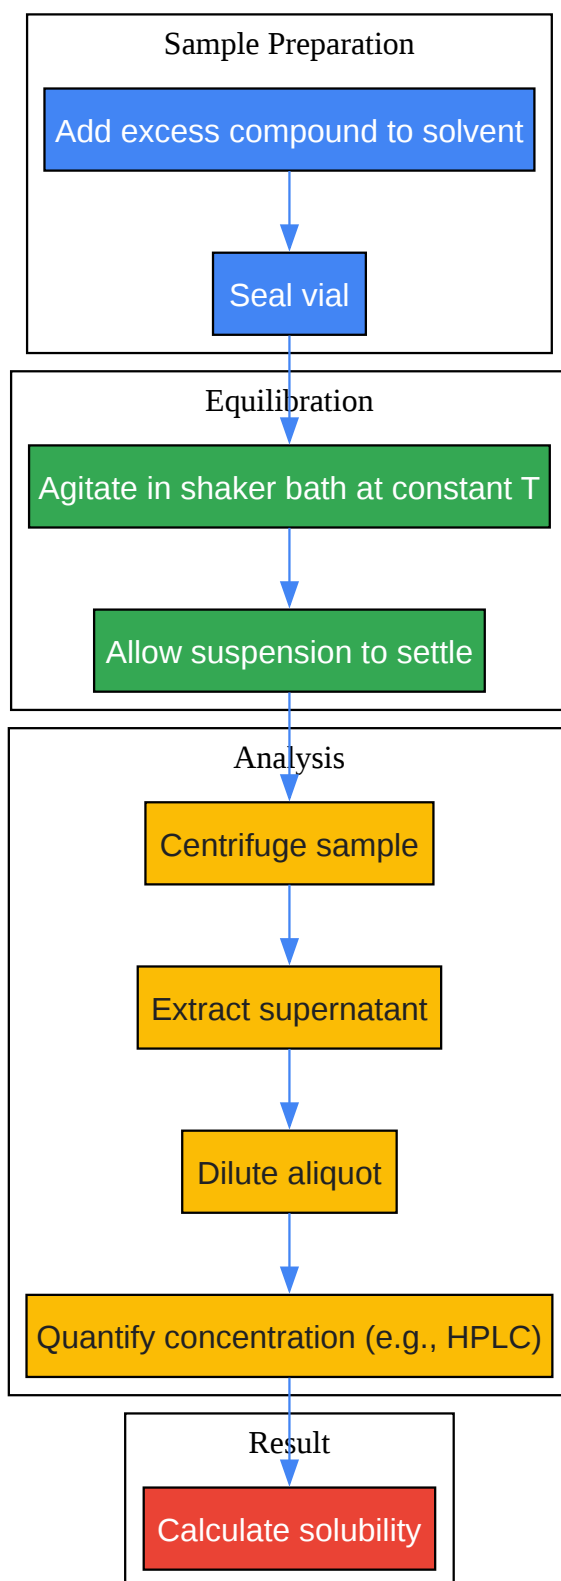 Sample Preparation
Add excess compound to solvent
Seal vial
Equilibration
Agitate in shaker bath at constant T
Allow suspension to settle
Analysis
Centrifuge sample
Extract supernatant
Dilute aliquot
Quantify concentration (e.g., HPLC)
Result
Calculate solubility